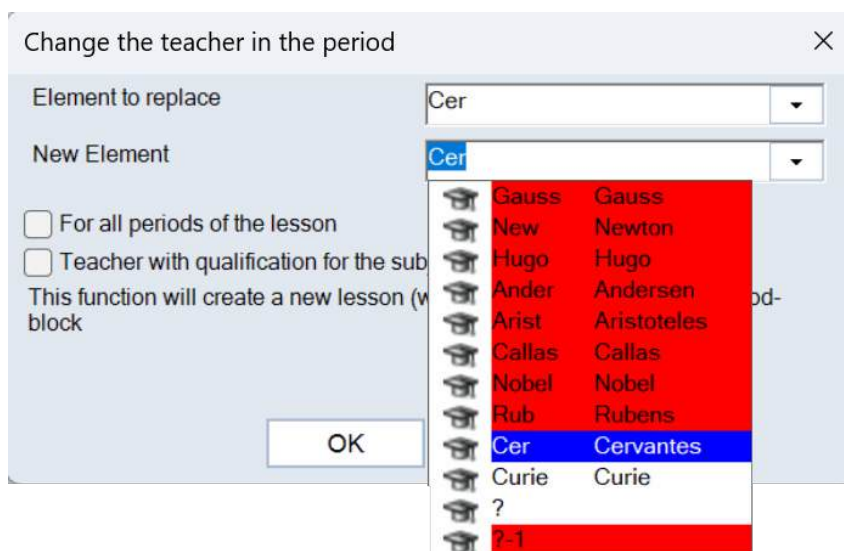 Change the teacher in the period
Element to replace Cer
New Element Cer
Gauss Gauss
For all periods of the lesson New Newton
Hugo Hugo
Teacher with qualification for the sub
Ander Andersen
This function will create a new lesson (w od-
block Arist Aristoteles
Callas Callas
Nobel Nobel
Rub Rubens
OK Cer Cervantes
Curie Curie
?
?-1